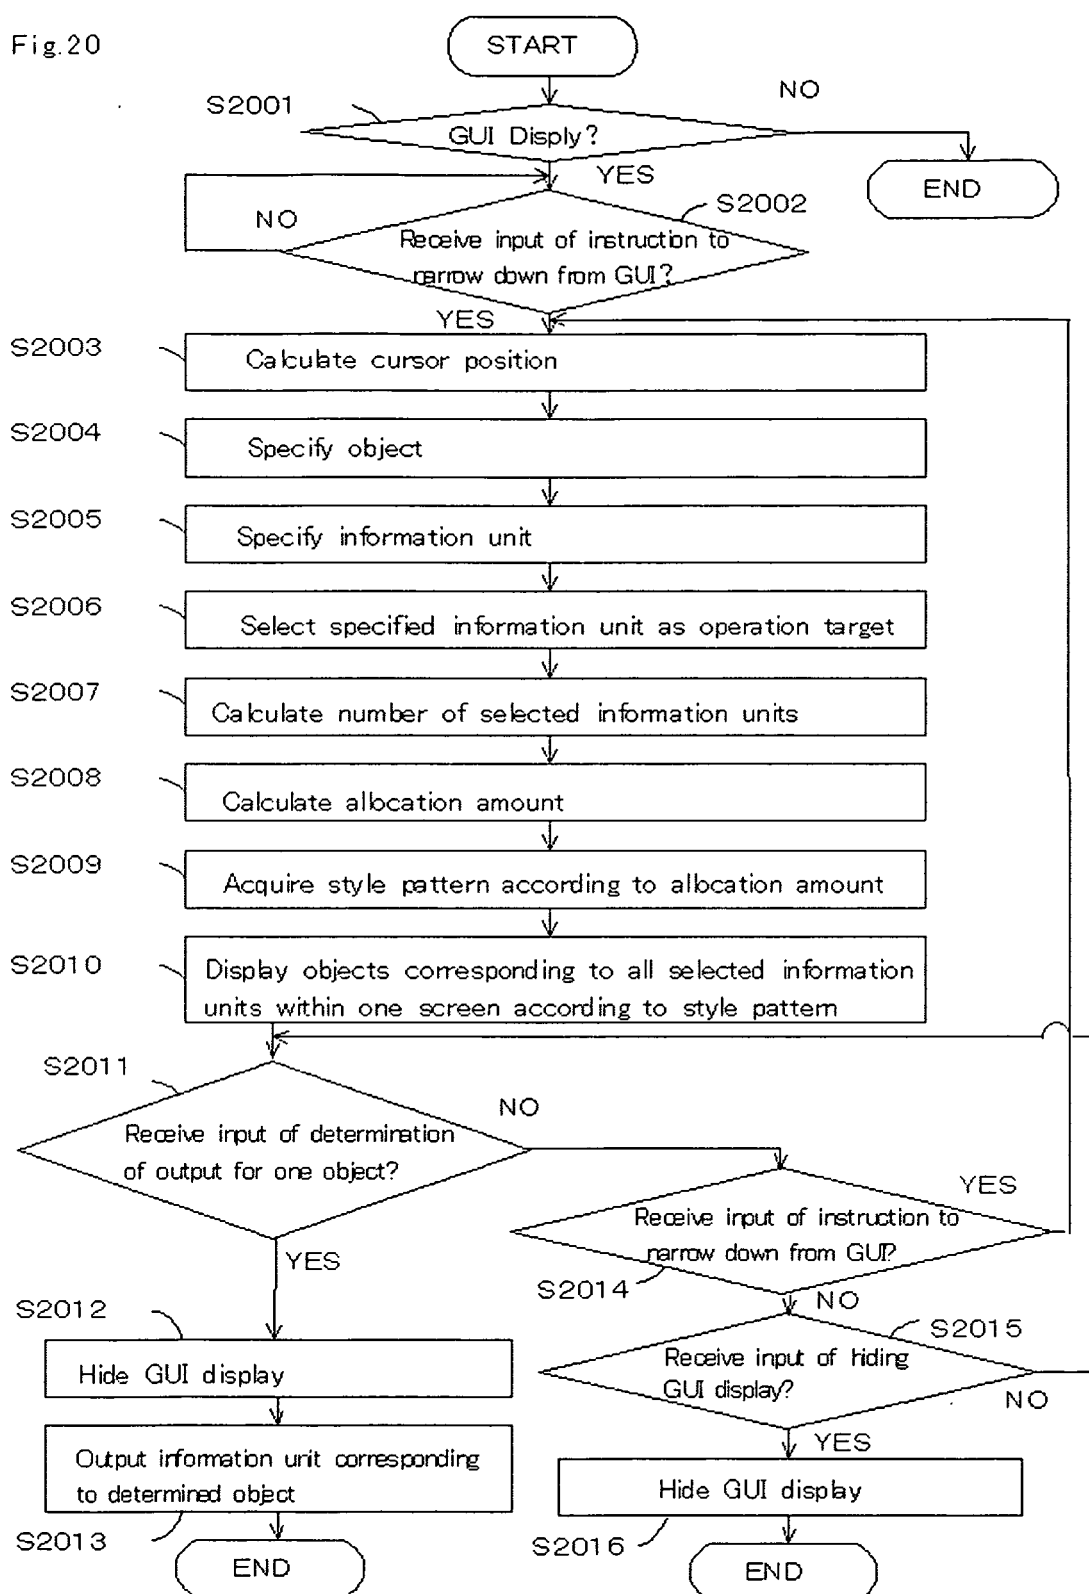 Fig.20
START
S2001
NO
GUI Disply?
YES
END
S2002
NO
Receive input of instruction to
narrow down from GUI?
YES
S2003
Calculate cursor position
S2004
Specify object
S2005
Specify information unit
S2006
Select specified information unit as operation target
S2007
Calculate number of selected information units
S2008
Calculate allocation amount
S2009
Acquire style pattern according to allocation amount
S2010
Display objects corresponding to all selected information
units within one screen according to style pattern
S2011
NO
Receive input of determination
of output for one object?
YES
YES
Receive input of instruction to
narrow down from GUI?
S2014
NO
S2012
Hide GUI display
S2015
Receive input of hiding
GUI display?
NO
YES
Output information unit corresponding
to determined object
S2013
END
Hide GUI display
S2016
END